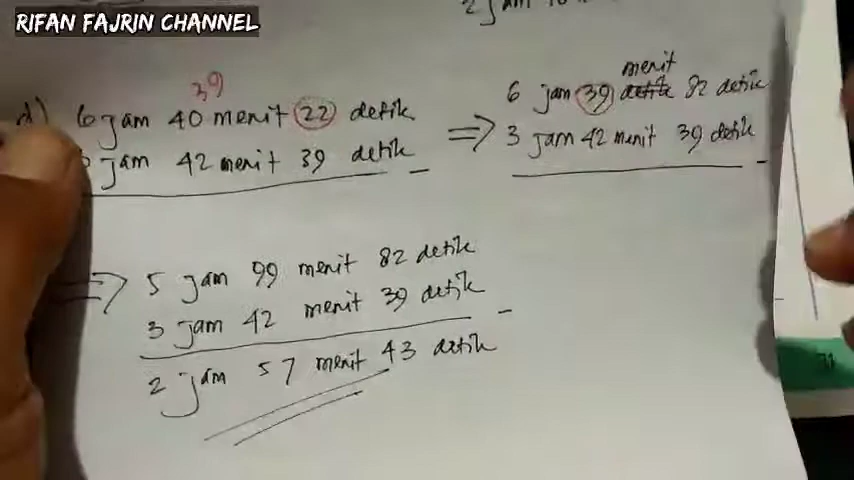 RIFAN FAJRIN CHANNEL
2 jam
39
d) 6 jam 40 menit 22 detik
jam 42 menit 39 detik −
menit
⇒ 6 jam 39 detik 82 detik
3 jam 42 menit 39 detik −
⇒ 5 jam 99 menit 82 detik
3 jam 42 menit 39 detik −
2 jam 57 menit 43 detik